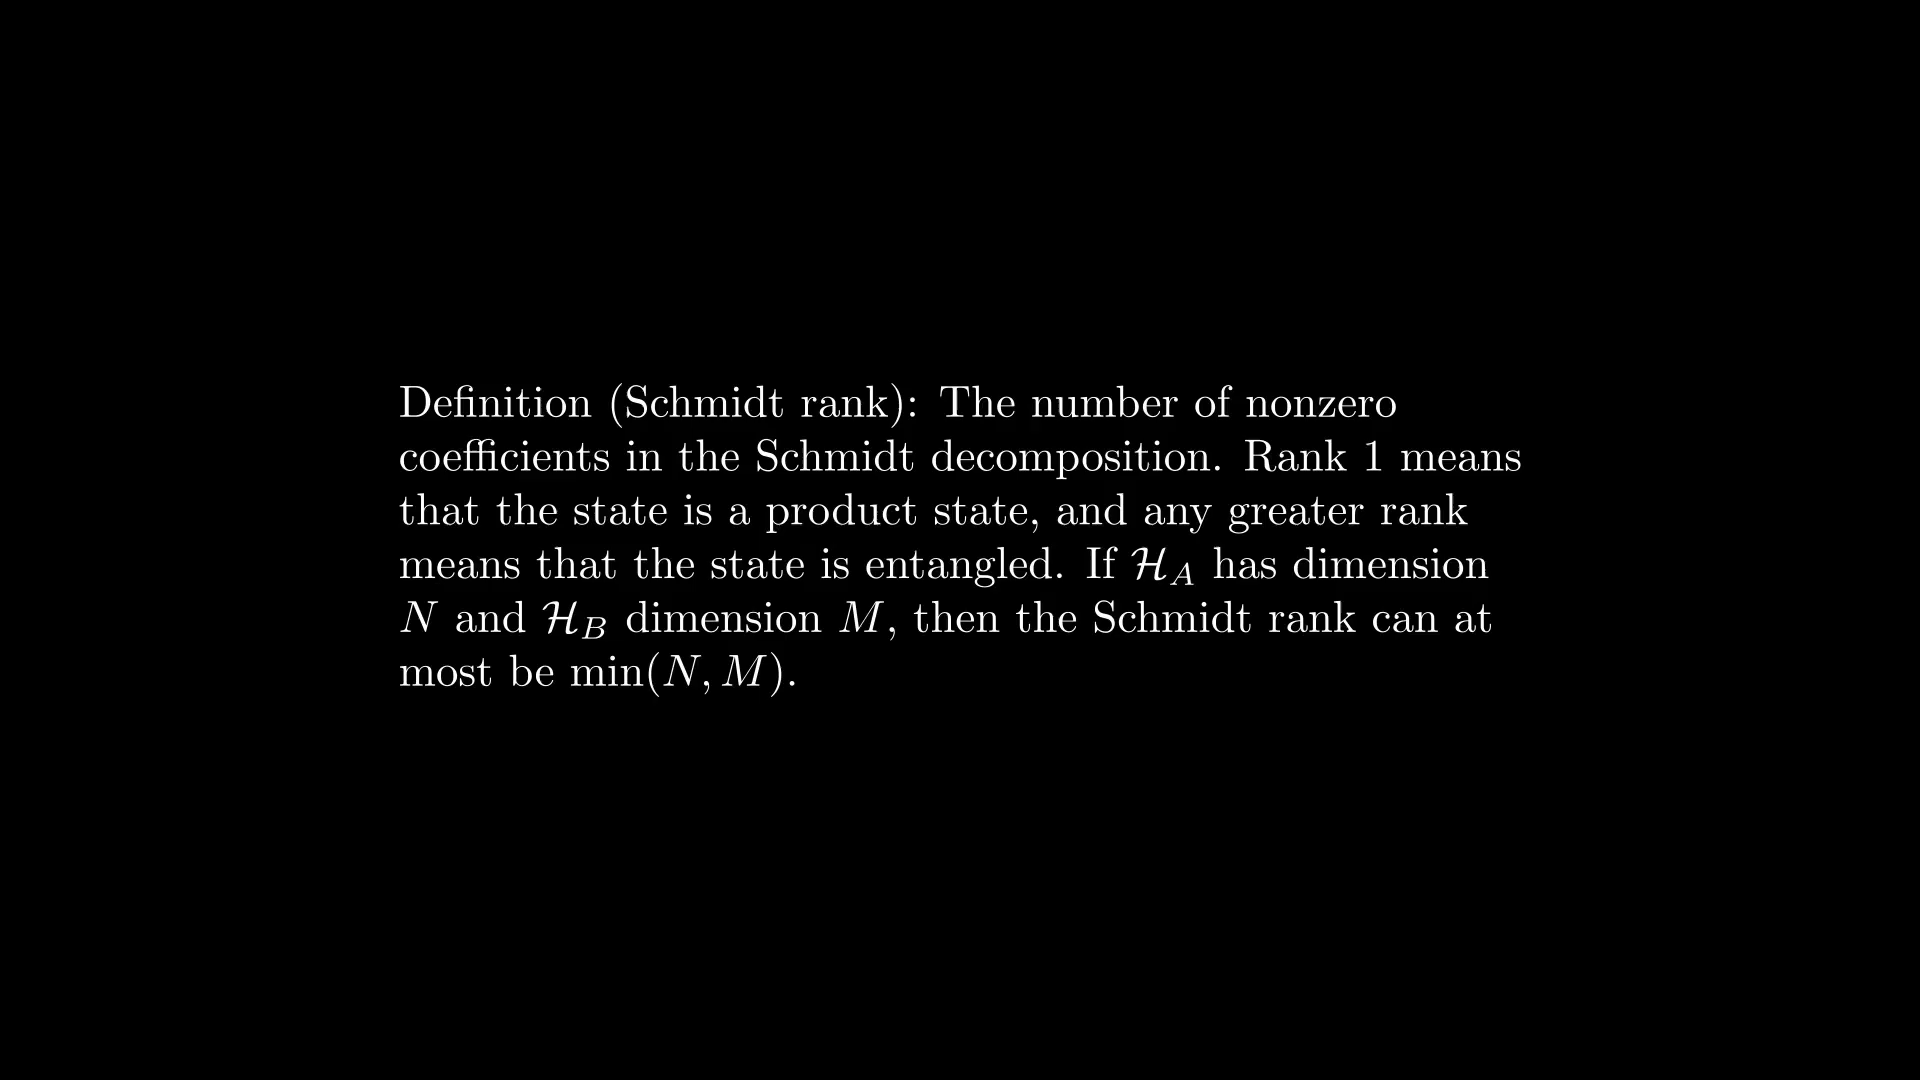 Definition (Schmidt rank): The number of nonzero
coefficients in the Schmidt decomposition. Rank 1 means
that the state is a product state, and any greater rank
means that the state is entangled. If $\mathcal{H}_A$ has dimension
$N$ and $\mathcal{H}_B$ dimension $M$, then the Schmidt rank can at
most be $\min(N, M)$.